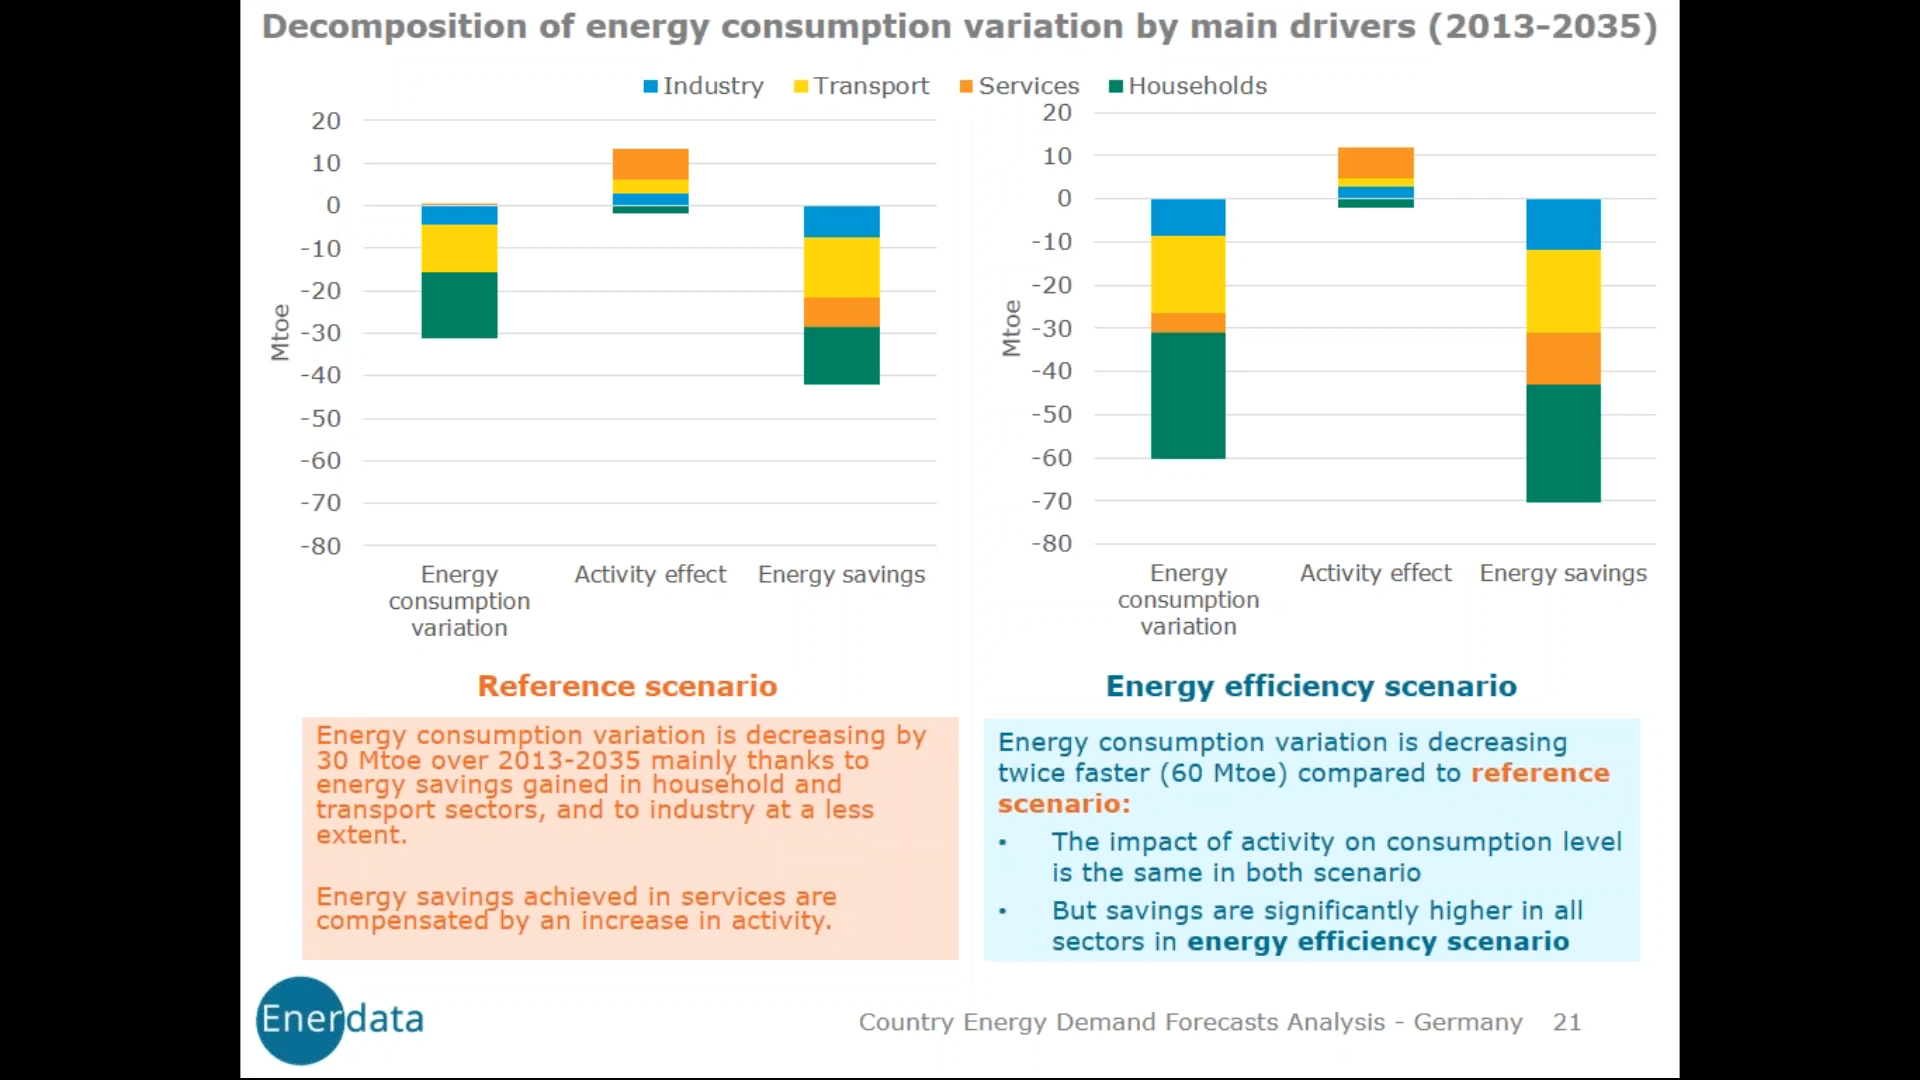 Decomposition of energy consumption variation by main drivers (2013-2035)
Industry Transport Services Households
20
10
0
-10
-20
-30
-40
-50
-60
-70
-80
Mtoe
Energy
consumption
variation
Activity effect
Energy savings
20
10
0
-10
-20
-30
-40
-50
-60
-70
-80
Mtoe
Energy
consumption
variation
Activity effect
Energy savings
Reference scenario
Energy consumption variation is decreasing by
30 Mtoe over 2013-2035 mainly thanks to
energy savings gained in household and
transport sectors, and to industry at a less
extent.
Energy savings achieved in services are
compensated by an increase in activity.
Energy efficiency scenario
Energy consumption variation is decreasing
twice faster (60 Mtoe) compared to reference
scenario:
• The impact of activity on consumption level
is the same in both scenario
• But savings are significantly higher in all
sectors in energy efficiency scenario
Enerdata
Country Energy Demand Forecasts Analysis - Germany 21